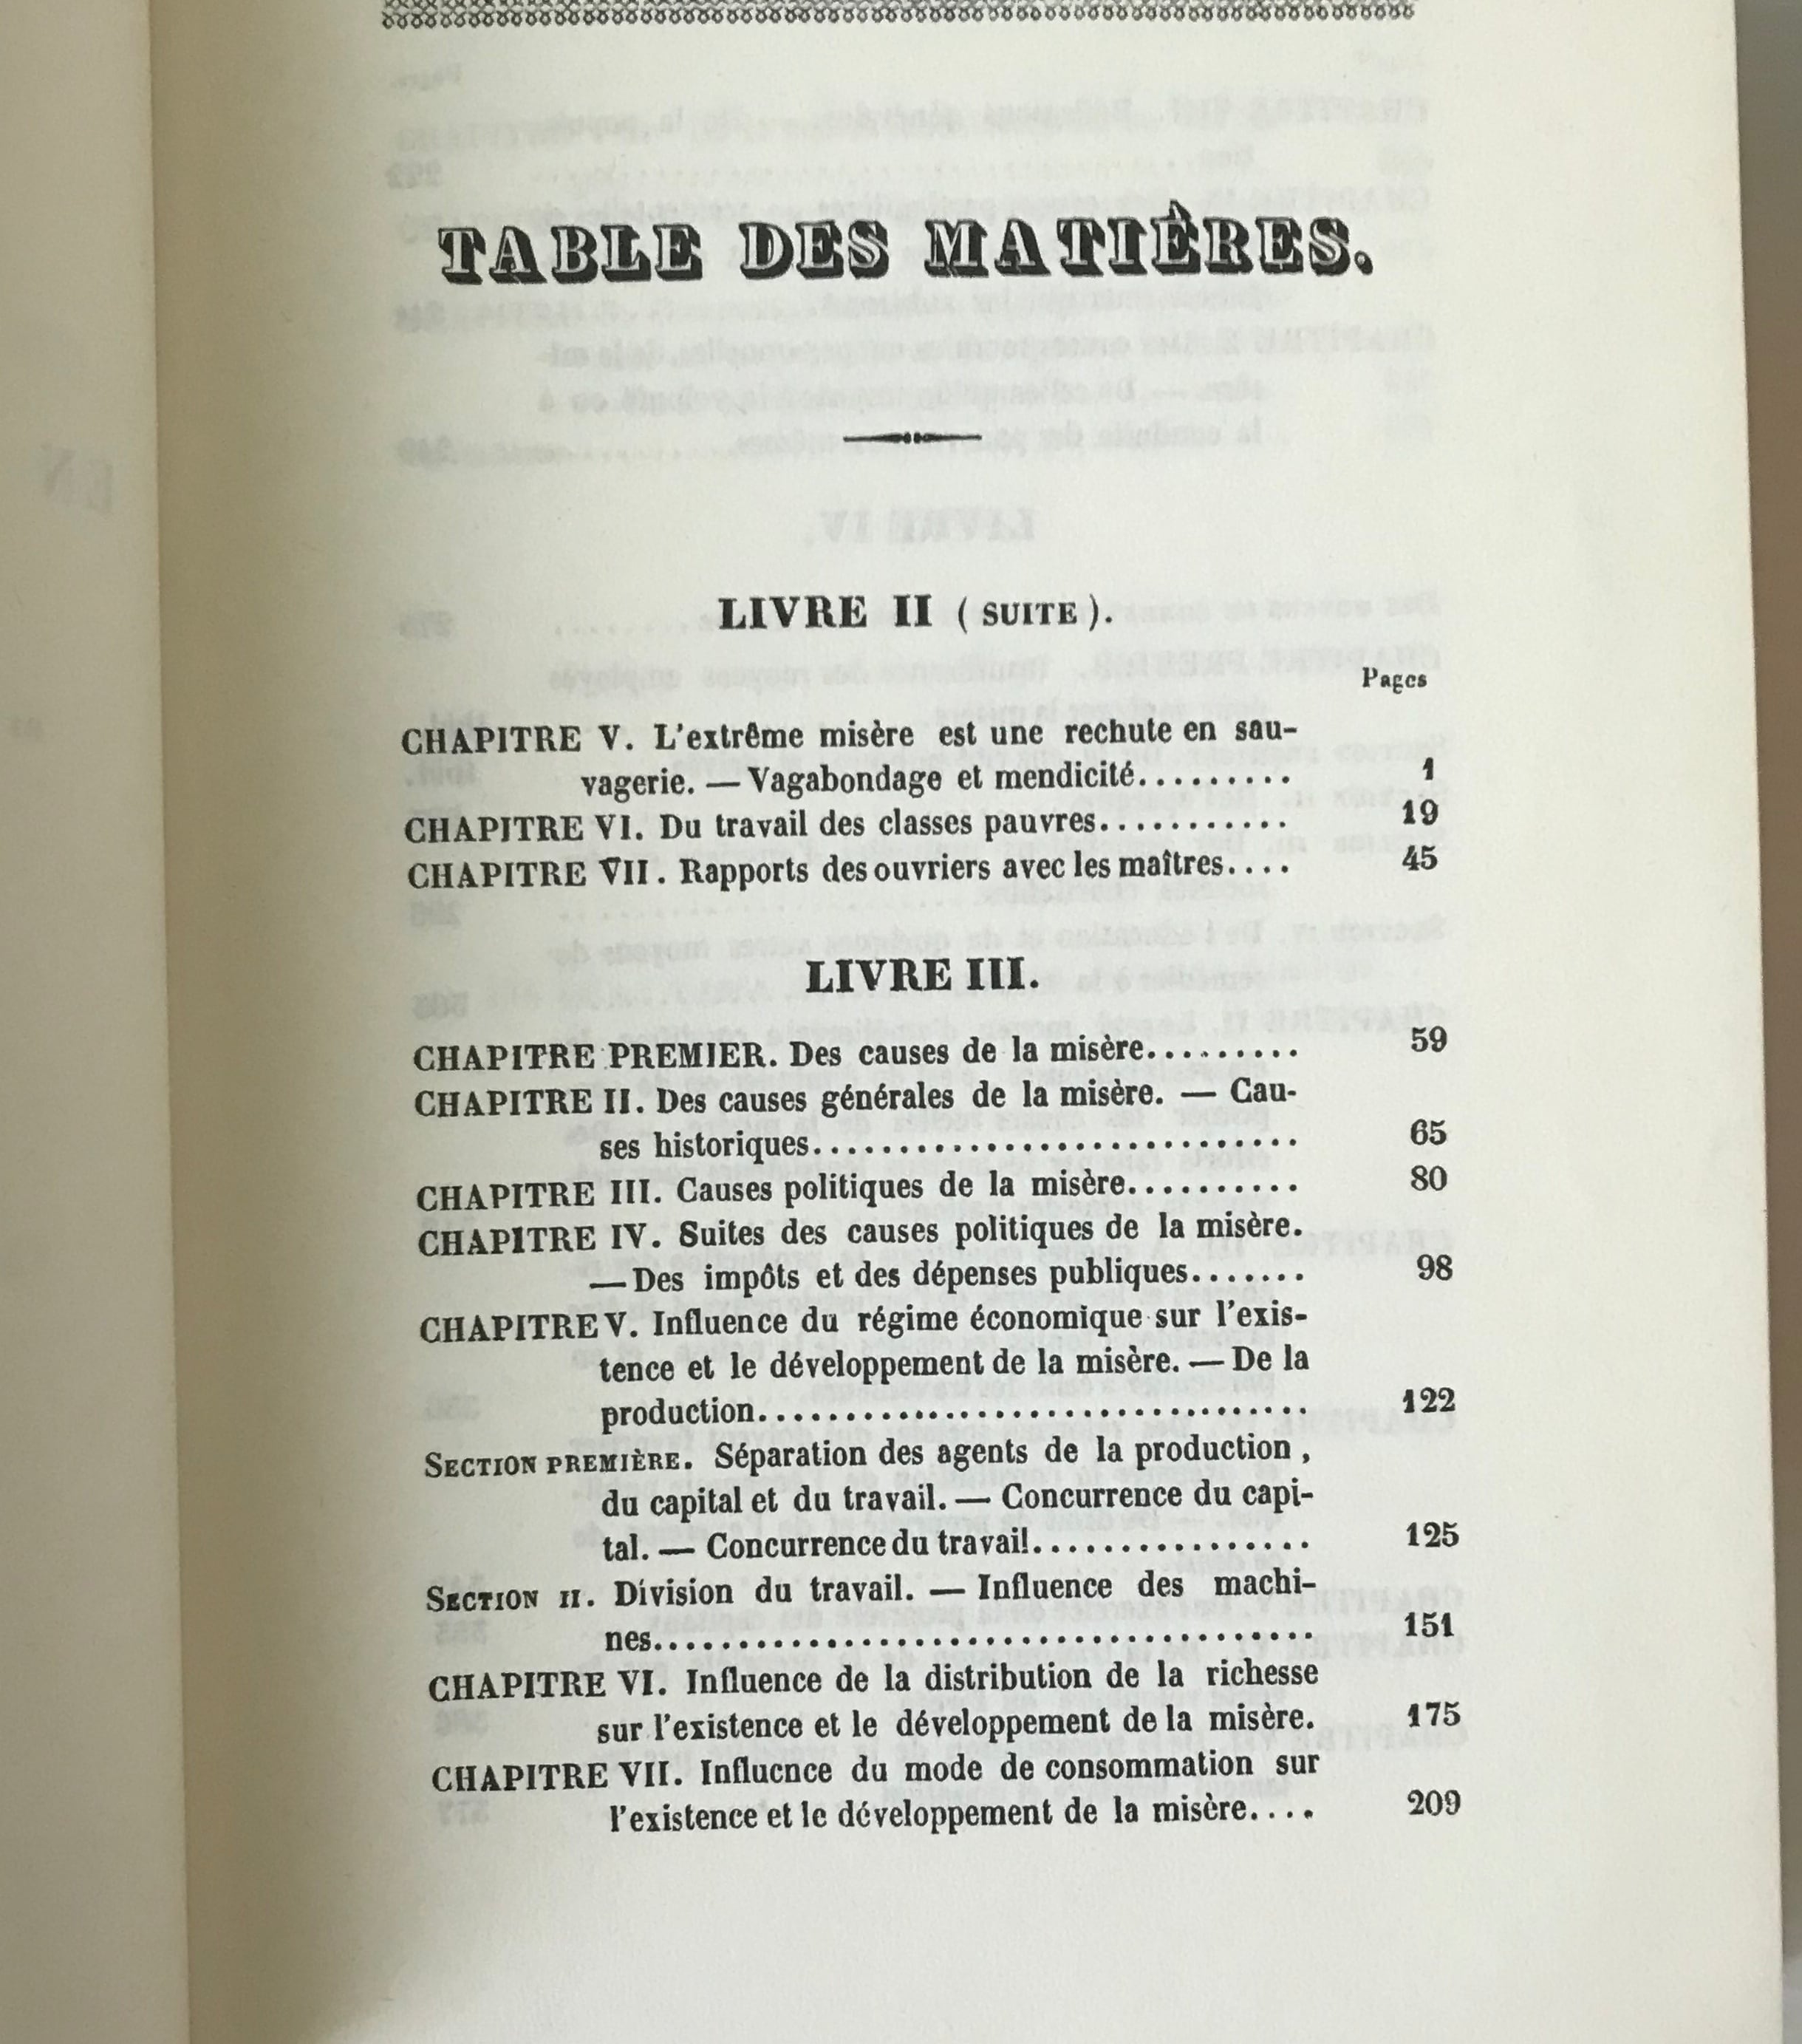 TABLE DES MATIÈRES.
LIVRE II ( SUITE ).
Pages
CHAPITRE V. L'extrême misère est une rechute en sau-
vagerie. — Vagabondage et mendicité......... 1
CHAPITRE VI. Du travail des classes pauvres........... 19
CHAPITRE VII. Rapports des ouvriers avec les maîtres.... 45
LIVRE III.
CHAPITRE PREMIER. Des causes de la misère......... 59
CHAPITRE II. Des causes générales de la misère. — Cau-
ses historiques............................ 65
CHAPITRE III. Causes politiques de la misère.......... 80
CHAPITRE IV. Suites des causes politiques de la misère.
— Des impôts et des dépenses publiques....... 98
CHAPITRE V. Influence du régime économique sur l'exis-
tence et le développement de la misère. — De la
production................................ 122
SECTION PREMIÈRE. Séparation des agents de la production ,
du capital et du travail. — Concurrence du capi-
tal. — Concurrence du travail................ 125
SECTION II. Division du travail. — Influence des machi-
nes...................................... 151
CHAPITRE VI. Influence de la distribution de la richesse
sur l'existence et le développement de la misère. 175
CHAPITRE VII. Influence du mode de consommation sur
l'existence et le développement de la misère.... 209